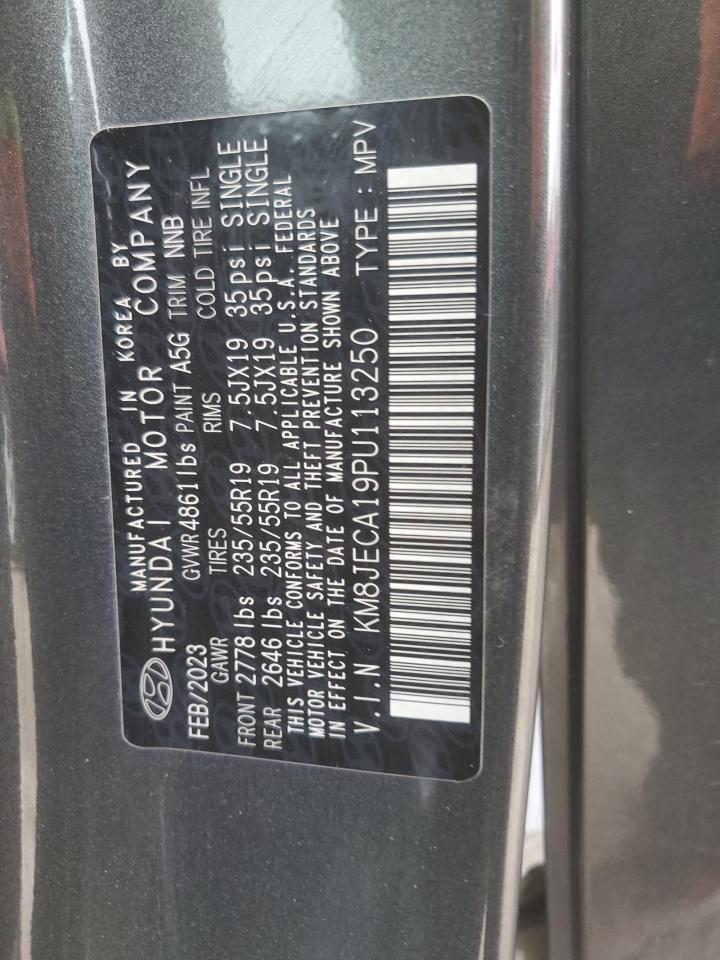 MANUFACTURED IN KOREA BY
HYUNDAI MOTOR COMPANY
FEB/2023 GVWR 4861lbs PAINT A5G TRIM NNB
GAWR TIRES RIMS COLD TIRE INFL
FRONT 2778 lbs 235/55R19 7.5JX19 35psi SINGLE
REAR 2646 lbs 235/55R19 7.5JX19 35psi SINGLE
THIS VEHICLE CONFORMS TO ALL APPLICABLE U.S.A. FEDERAL
MOTOR VEHICLE SAFETY AND THEFT PREVENTION STANDARDS
IN EFFECT ON THE DATE OF MANUFACTURE SHOWN ABOVE
V.I.N KM8JECA19PU113250 TYPE : MPV